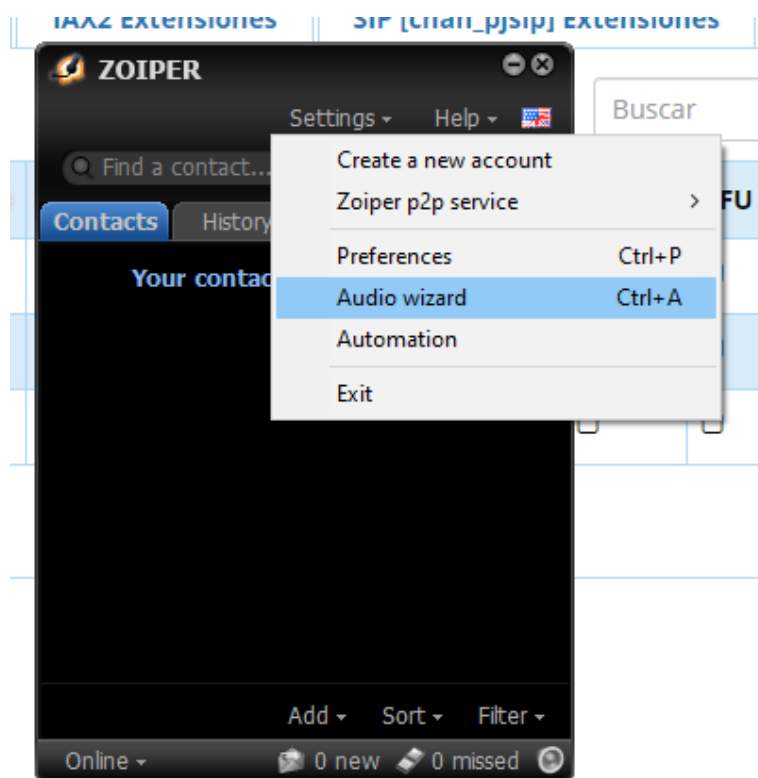 IAX2 Extensiones SIP [chan_pjsip] Extensiones
ZOIPER
Settings Help
Buscar
Find a contact...
Create a new account
Zoiper p2p service
FU
Contacts History
Preferences Ctrl+P
Your contac
Audio wizard Ctrl+A
Automation
Exit
Add Sort Filter
Online 0 new 0 missed